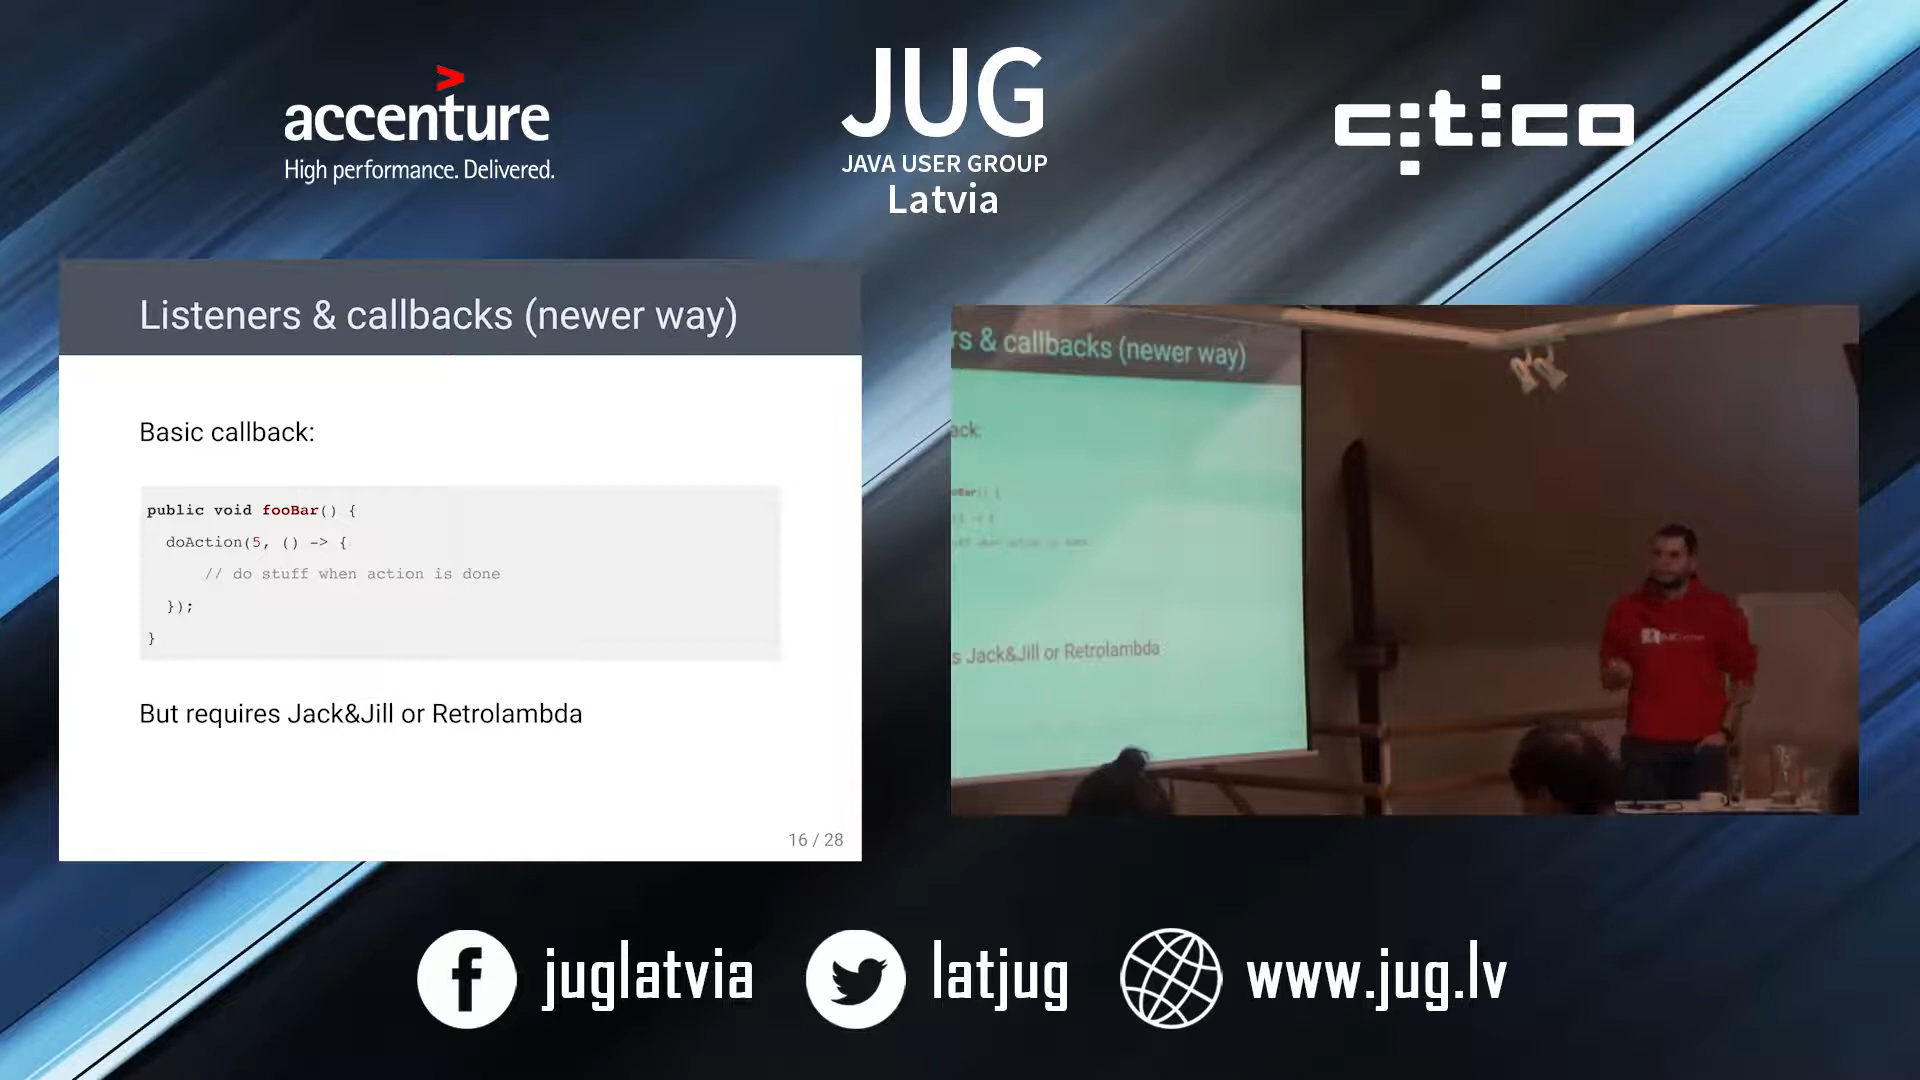 accenture
High performance. Delivered.
JUG
JAVA USER GROUP
Latvia
citico
Listeners & callbacks (newer way)
Basic callback:
public void fooBar() {
doAction(5, () -> {
// do stuff when action is done
});
}
But requires Jack&Jill or Retrolambda
16 / 28
rs & callbacks (newer way)
ack:
oBar() {
s Jack&Jill or Retrolambda
juglatvia
latjug
www.jug.lv